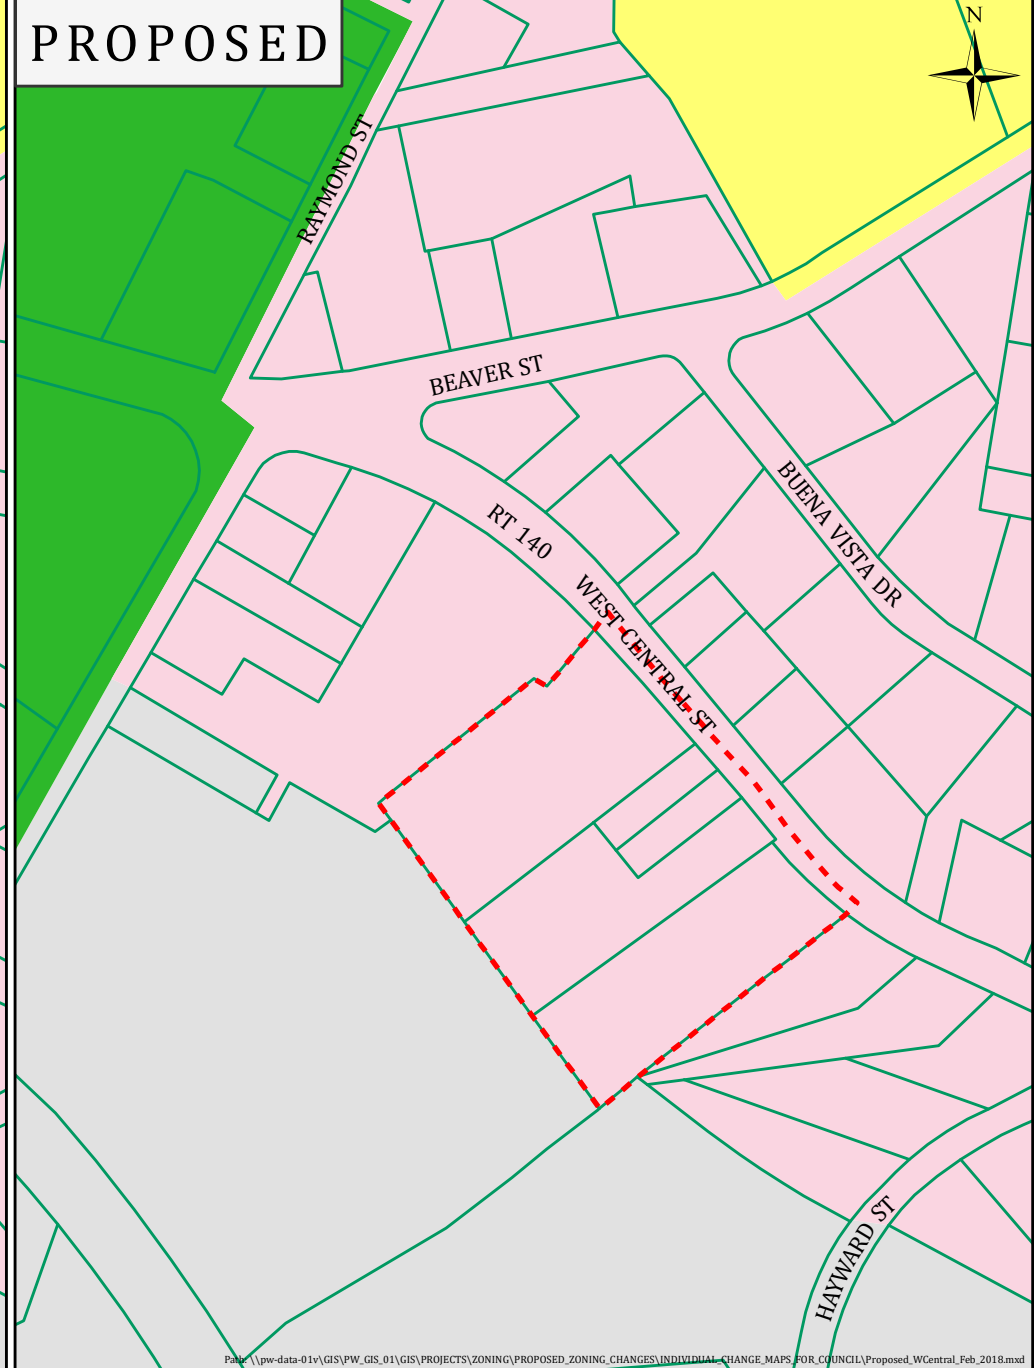 PROPOSED
N
RAYMOND ST
BEAVER ST
BUENA VISTA DR
RT 140
WEST CENTRAL ST
HAYWARD ST
Path: \\pw-data-01v\GIS\PW_GIS_01\GIS\PROJECTS\ZONING\PROPOSED_ZONING_CHANGES\INDIVIDUAL_CHANGE_MAPS_FOR_COUNCIL\Proposed_WCentral_Feb_2018.mxd